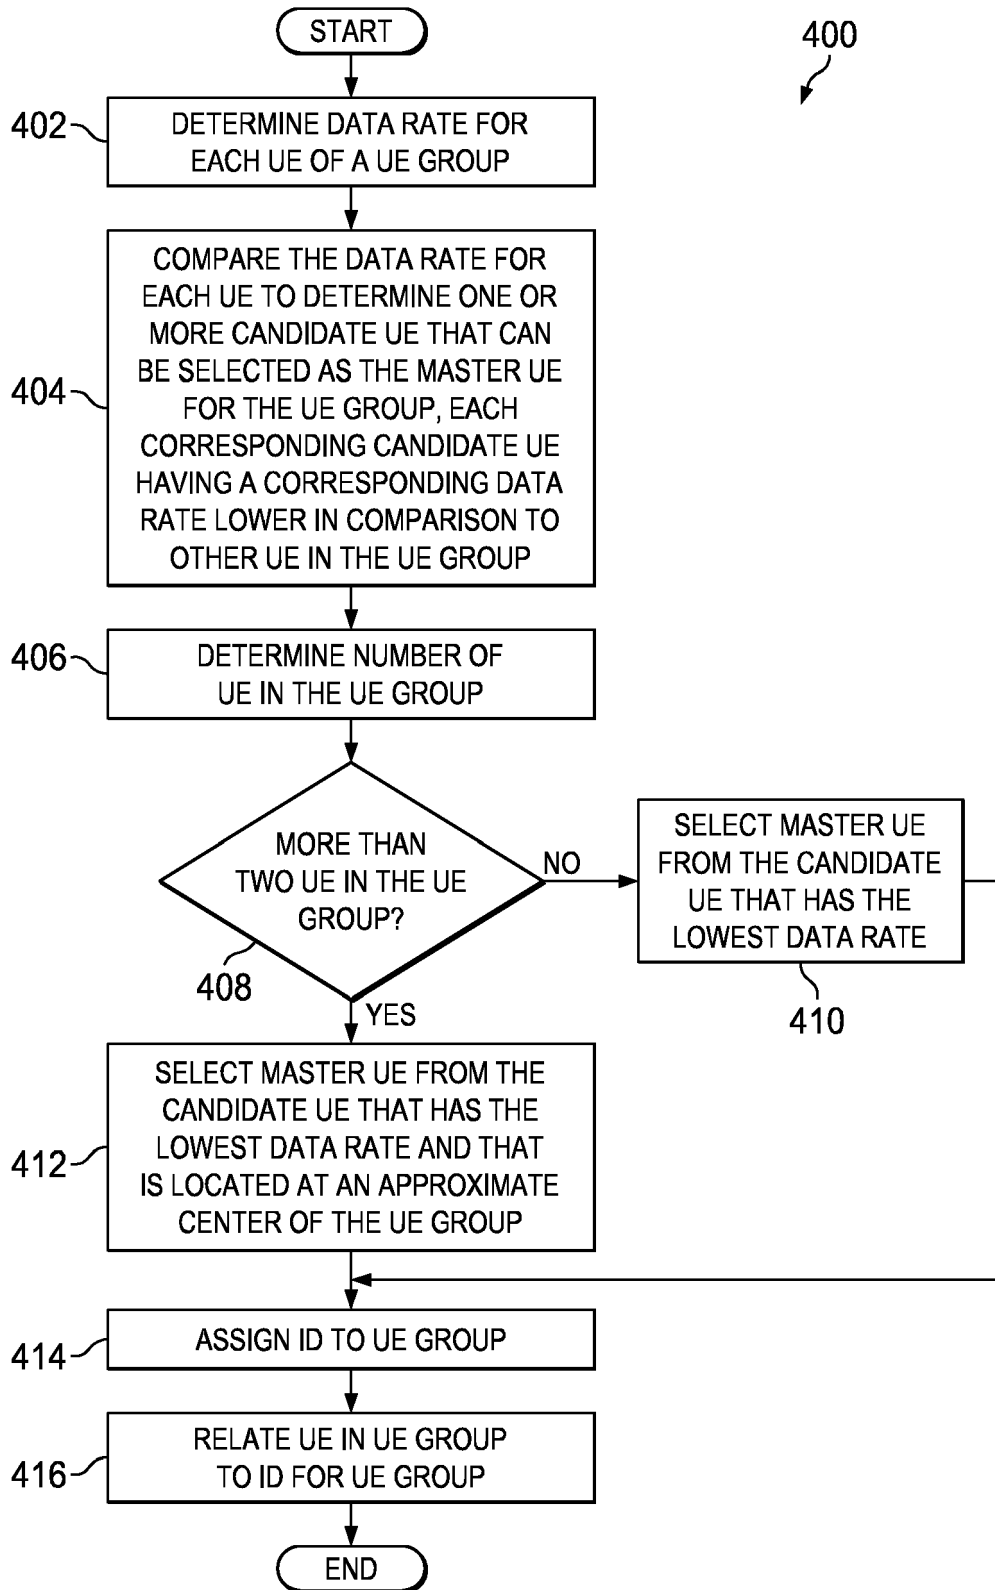 START
400
402
DETERMINE DATA RATE FOR
EACH UE OF A UE GROUP
404
COMPARE THE DATA RATE FOR
EACH UE TO DETERMINE ONE OR
MORE CANDIDATE UE THAT CAN
BE SELECTED AS THE MASTER UE
FOR THE UE GROUP, EACH
CORRESPONDING CANDIDATE UE
HAVING A CORRESPONDING DATA
RATE LOWER IN COMPARISON TO
OTHER UE IN THE UE GROUP
406
DETERMINE NUMBER OF
UE IN THE UE GROUP
MORE THAN
TWO UE IN THE UE
GROUP?
408
NO
SELECT MASTER UE
FROM THE CANDIDATE
UE THAT HAS THE
LOWEST DATA RATE
410
YES
412
SELECT MASTER UE FROM THE
CANDIDATE UE THAT HAS THE
LOWEST DATA RATE AND THAT
IS LOCATED AT AN APPROXIMATE
CENTER OF THE UE GROUP
414
ASSIGN ID TO UE GROUP
416
RELATE UE IN UE GROUP
TO ID FOR UE GROUP
END